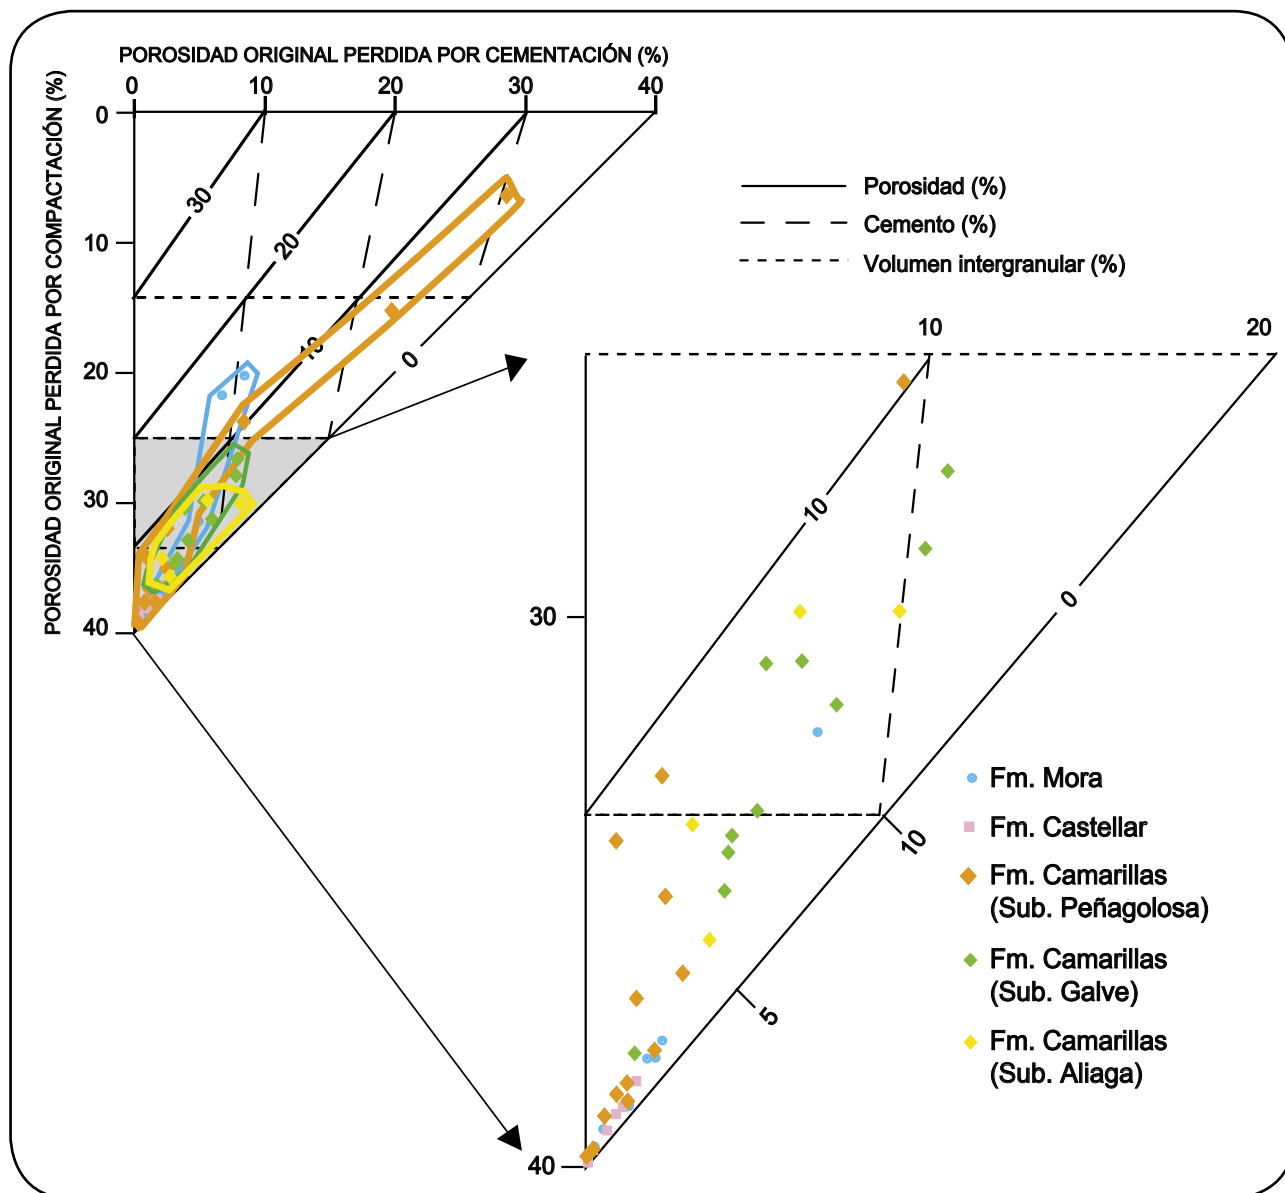 POROSIDAD ORIGINAL PERDIDA POR CEMENTACIÓN (%)
0 10 20 30 40
POROSIDAD ORIGINAL PERDIDA POR COMPACTACIÓN (%)
0
10
20
30
40
30
20
10
0
Porosidad (%)
Cemento (%)
Volumen intergranular (%)
10 20
30
40
10
0
10
5
Fm. Mora
Fm. Castellar
Fm. Camarillas
(Sub. Peñagolosa)
Fm. Camarillas
(Sub. Galve)
Fm. Camarillas
(Sub. Aliaga)